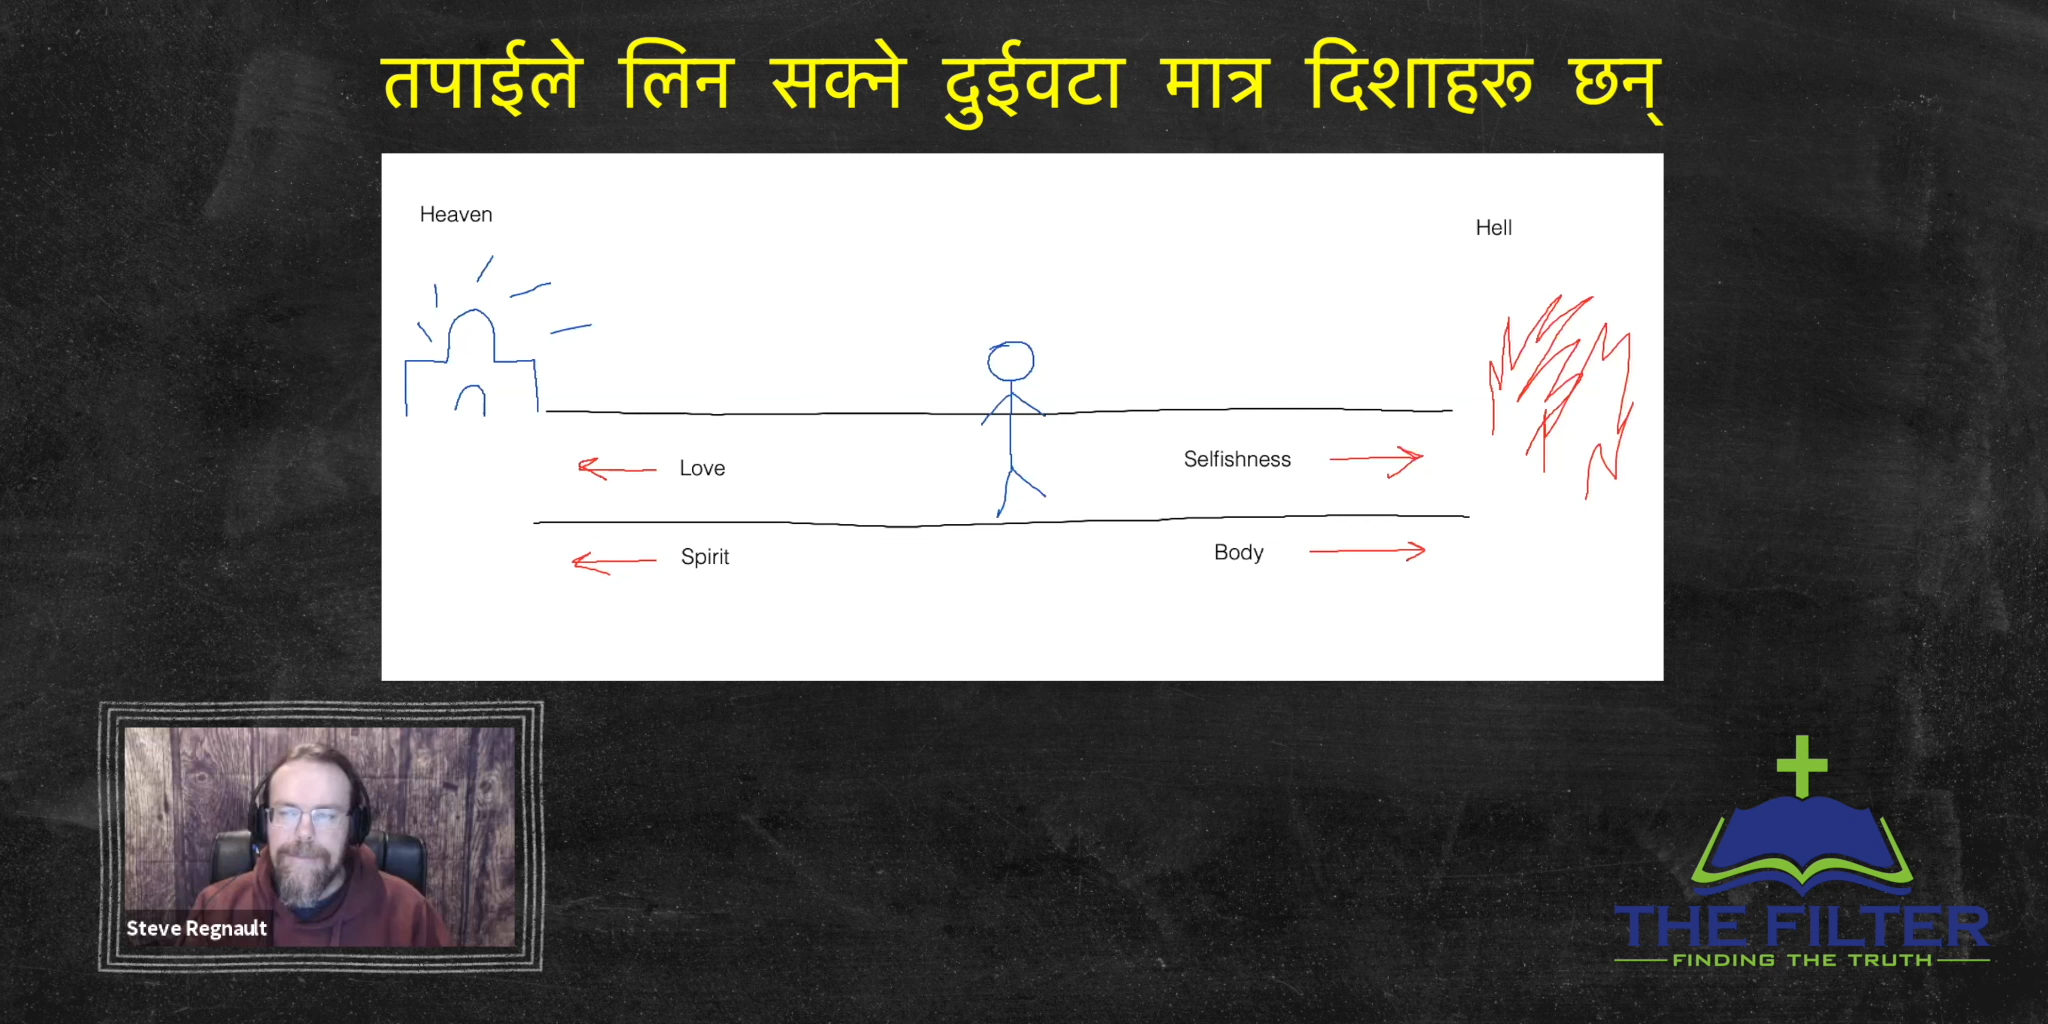 तपाईले लिन सक्ने दुईवटा मात्र दिशाहरू छन्
Heaven
Hell
Love
Selfishness
Spirit
Body
Steve Regnault
THE FILTER
FINDING THE TRUTH